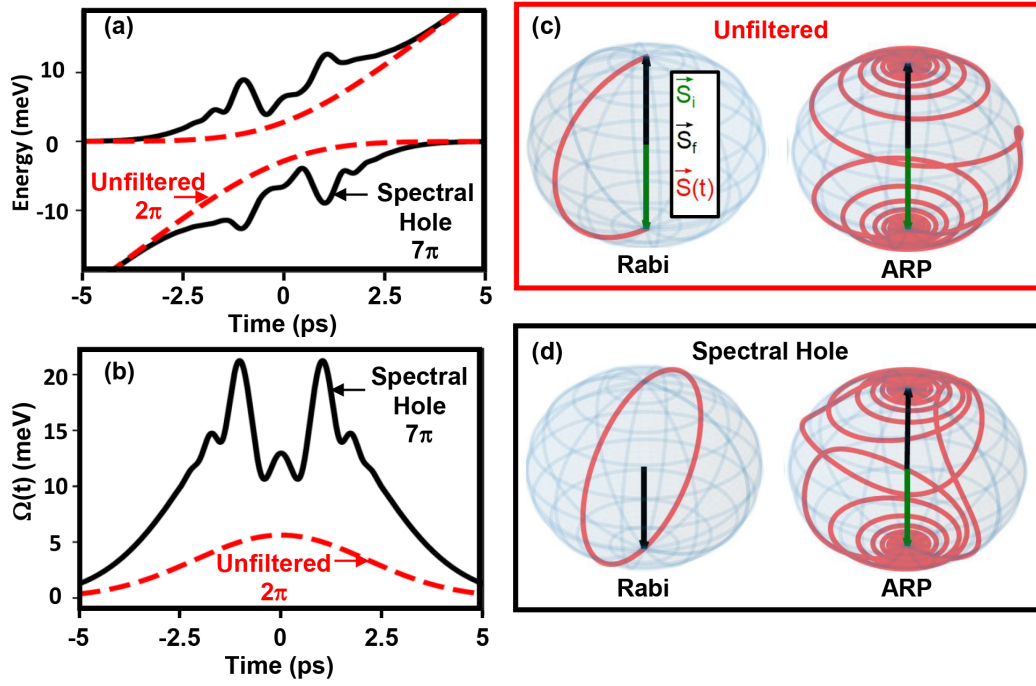 (a)
Energy (meV)
10
0
-10
Unfiltered
2π
Spectral
Hole
7π
-5
-2.5
0
2.5
5
Time (ps)
(b)
Ω(t) (meV)
20
15
10
5
0
Spectral
Hole
7π
Unfiltered
2π
-5
-2.5
0
2.5
5
Time (ps)
(c)
Unfiltered
S⃗i
S⃗f
S⃗(t)
Rabi
ARP
(d)
Spectral Hole
Rabi
ARP